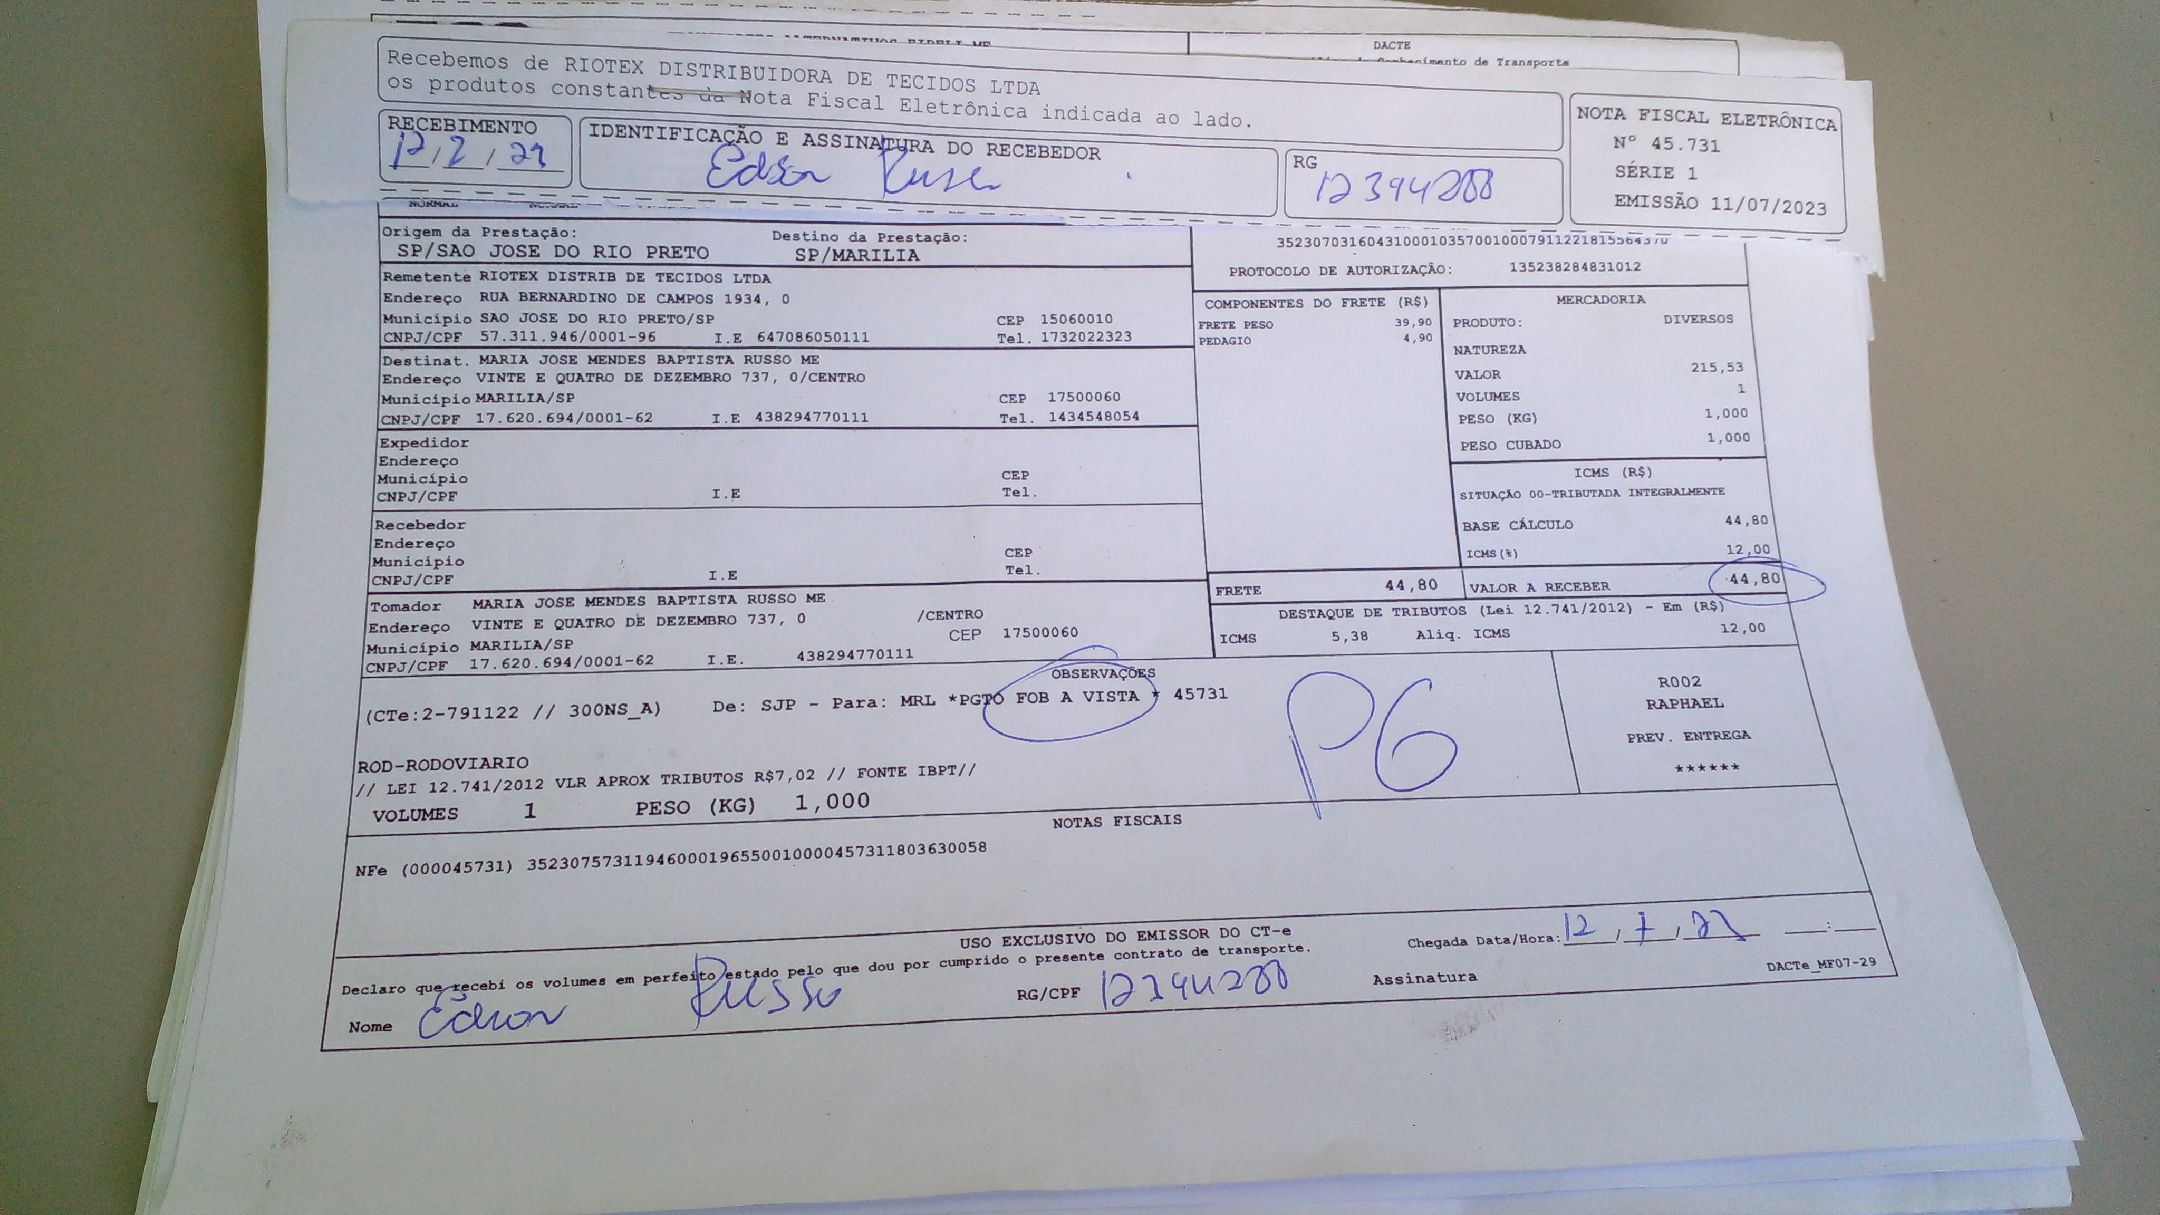 DACTE
Conhecimento de Transporte
Recebemos de RIOTEX DISTRIBUIDORA DE TECIDOS LTDA
os produtos constantes da Nota Fiscal Eletrônica indicada ao lado.
RECEBIMENTO
IDENTIFICAÇÃO E ASSINATURA DO RECEBEDOR
Edson
RG
12394200
NOTA FISCAL ELETRÔNICA
Nº 45.731
SÉRIE 1
EMISSÃO 11/07/2023
Origem da Prestação:
SP/SAO JOSE DO RIO PRETO
Destino da Prestação:
SP/MARILIA
PROTOCOLO DE AUTORIZAÇÃO: 135238284831012
Remetente RIOTEX DISTRIB DE TECIDOS LTDA
Endereço RUA BERNARDINO DE CAMPOS 1934, 0
Município SAO JOSE DO RIO PRETO/SP CEP 15060010
CNPJ/CPF 57.311.946/0001-96 I.E 647086050111 Tel. 1732022323
Destinat. MARIA JOSE MENDES BAPTISTA RUSSO ME
Endereço VINTE E QUATRO DE DEZEMBRO 737, 0/CENTRO
Município MARILIA/SP CEP 17500060
CNPJ/CPF 17.620.694/0001-62 I.E 438294770111 Tel. 1434548054
Expedidor
Endereço
Município CEP
CNPJ/CPF I.E Tel.
Recebedor
Endereço
Município CEP
CNPJ/CPF I.E Tel.
Tomador MARIA JOSE MENDES BAPTISTA RUSSO ME
Endereço VINTE E QUATRO DE DEZEMBRO 737, 0 /CENTRO
Município MARILIA/SP CEP 17500060
CNPJ/CPF 17.620.694/0001-62 I.E. 438294770111
COMPONENTES DO FRETE (R$)
FRETE PESO 39,90
PEDAGIO 4,90
MERCADORIA
PRODUTO: DIVERSOS
NATUREZA
VALOR 215,53
VOLUMES 1
PESO (KG) 1,000
PESO CUBADO 1,000
ICMS (R$)
SITUAÇÃO 00-TRIBUTADA INTEGRALMENTE
BASE CÁLCULO 44,80
ICMS(%) 12,00
FRETE 44,80 VALOR A RECEBER 44,80
DESTAQUE DE TRIBUTOS (Lei 12.741/2012) - Em (R$)
ICMS 5,38 Aliq. ICMS 12,00
OBSERVAÇÕES
(CTe:2-791122 // 300NS_A) De: SJP - Para: MRL *PGTO FOB A VISTA * 45731
PG
R002
RAPHAEL
PREV. ENTREGA
******
ROD-RODOVIARIO
// LEI 12.741/2012 VLR APROX TRIBUTOS R$7,02 // FONTE IBPT//
VOLUMES 1 PESO (KG) 1,000
NOTAS FISCAIS
NFe (000045731) 35230757311946000196550010000457311803630058
USO EXCLUSIVO DO EMISSOR DO CT-e
Declaro que recebi os volumes em perfeito estado pelo que dou por cumprido o presente contrato de transporte.
Chegada Data/Hora:
Nome Edson Russo RG/CPF 12394200 Assinatura
DACTe_MF07-29